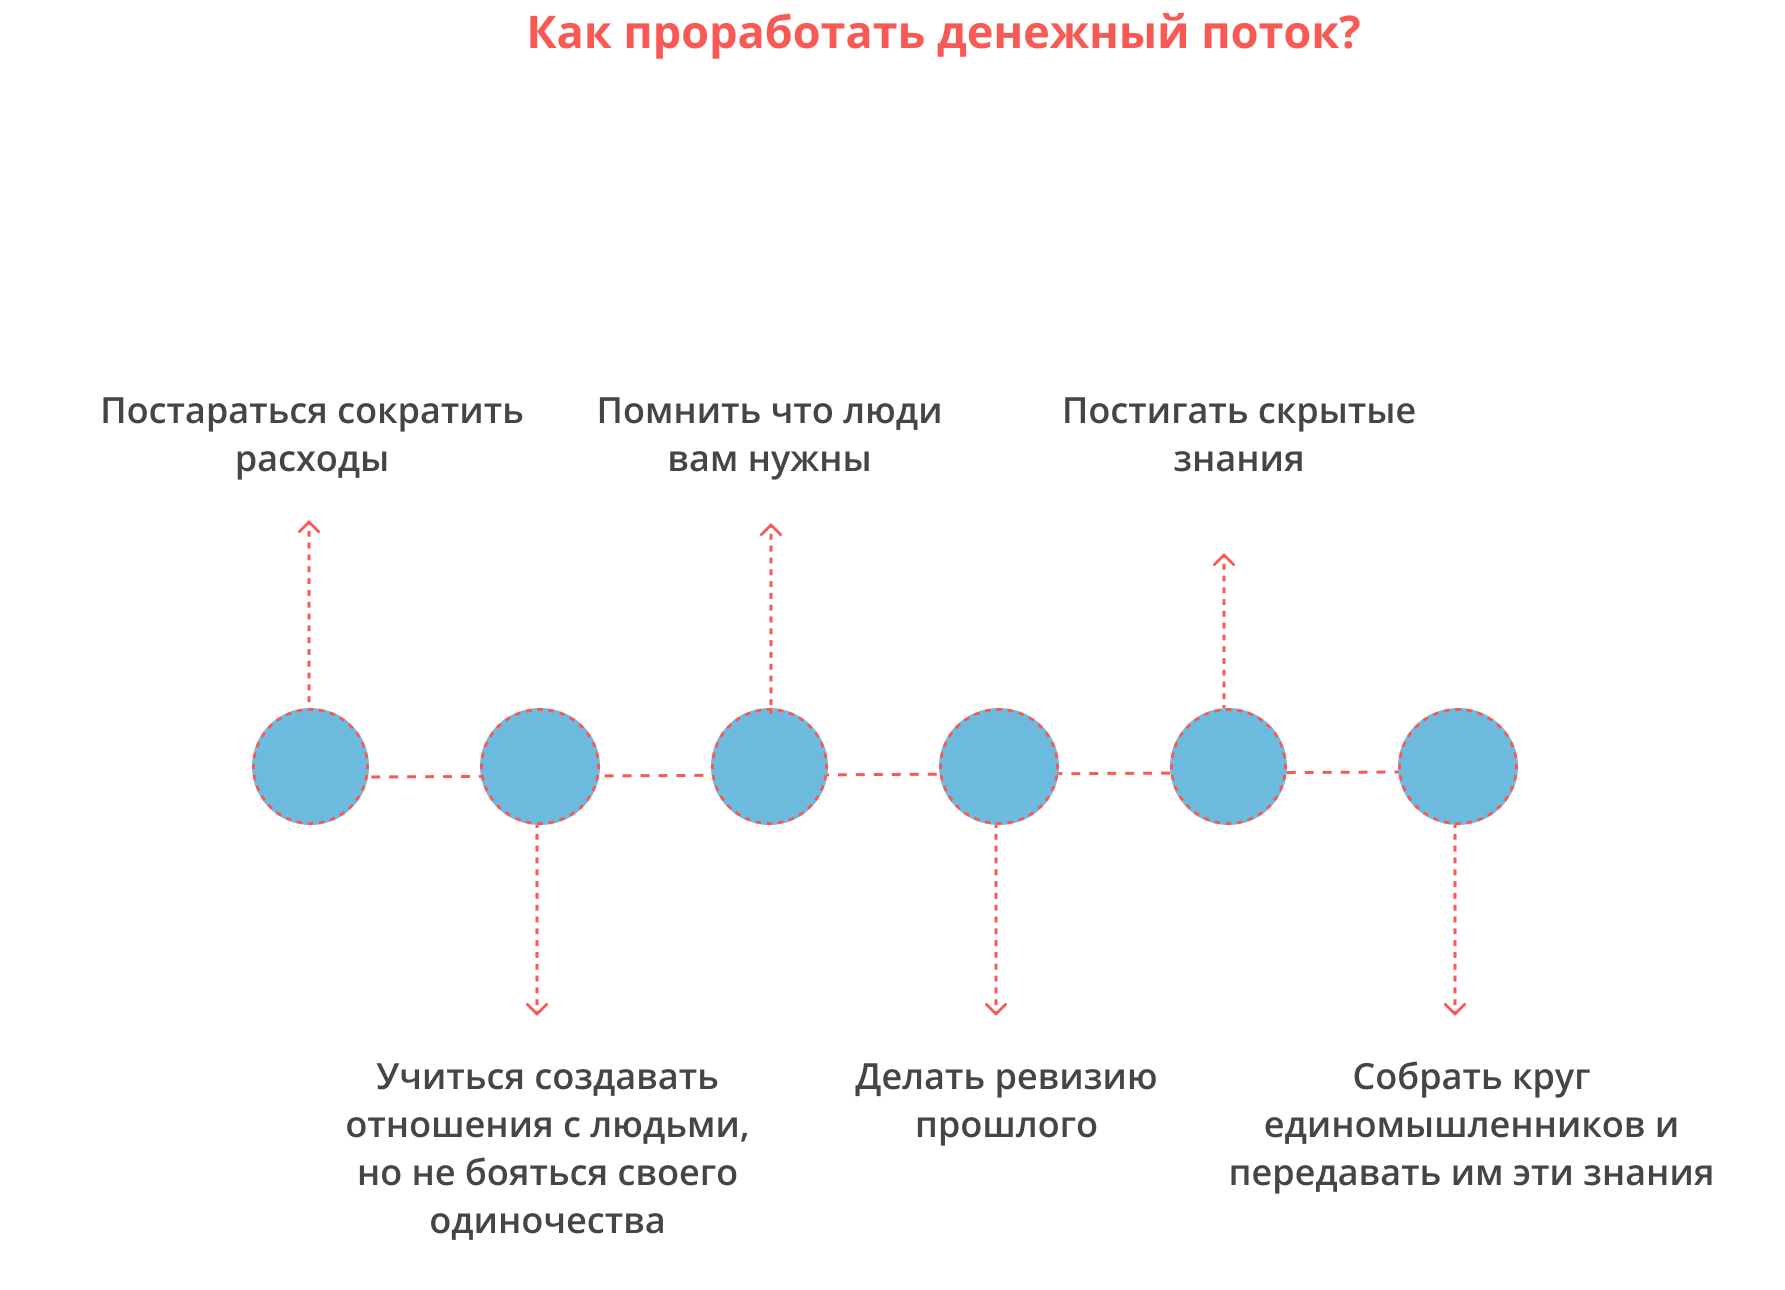 Как проработать денежный поток?
Постараться сократить
расходы
Помнить что люди
вам нужны
Постигать скрытые
знания
Учиться создавать
отношения с людьми,
но не бояться своего
одиночества
Делать ревизию
прошлого
Собрать круг
единомышленников и
передавать им эти знания